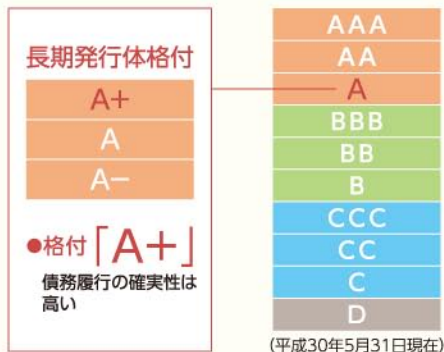 長期発行体格付
A+
A
A−
●格付「A+」
債務履行の確実性は
高い
AAA
AA
A
BBB
BB
B
CCC
CC
C
D
(平成30年5月31日現在)